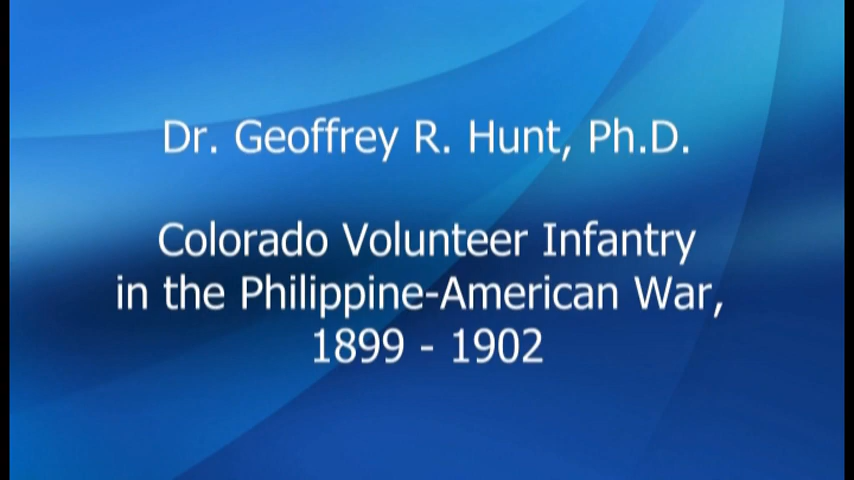 Dr. Geoffrey R. Hunt, Ph.D.
Colorado Volunteer Infantry
in the Philippine-American War,
1899 - 1902